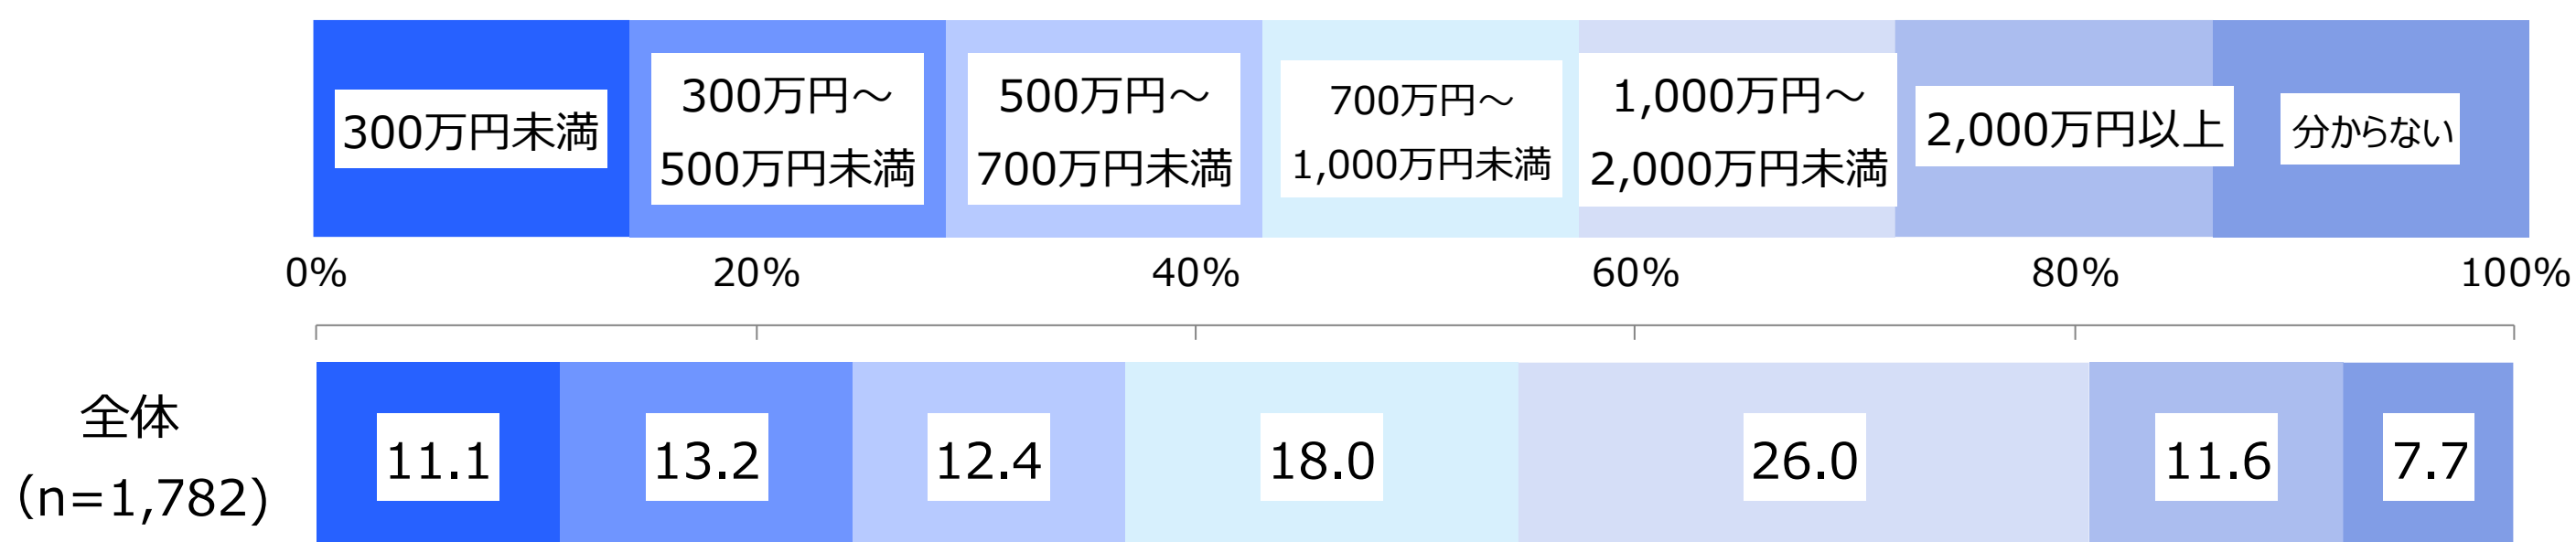 300万円未満
300万円～
500万円未満
500万円～
700万円未満
700万円～
1,000万円未満
1,000万円～
2,000万円未満
2,000万円以上
分からない
0%
20%
40%
60%
80%
100%
全体
(n=1,782)
11.1
13.2
12.4
18.0
26.0
11.6
7.7